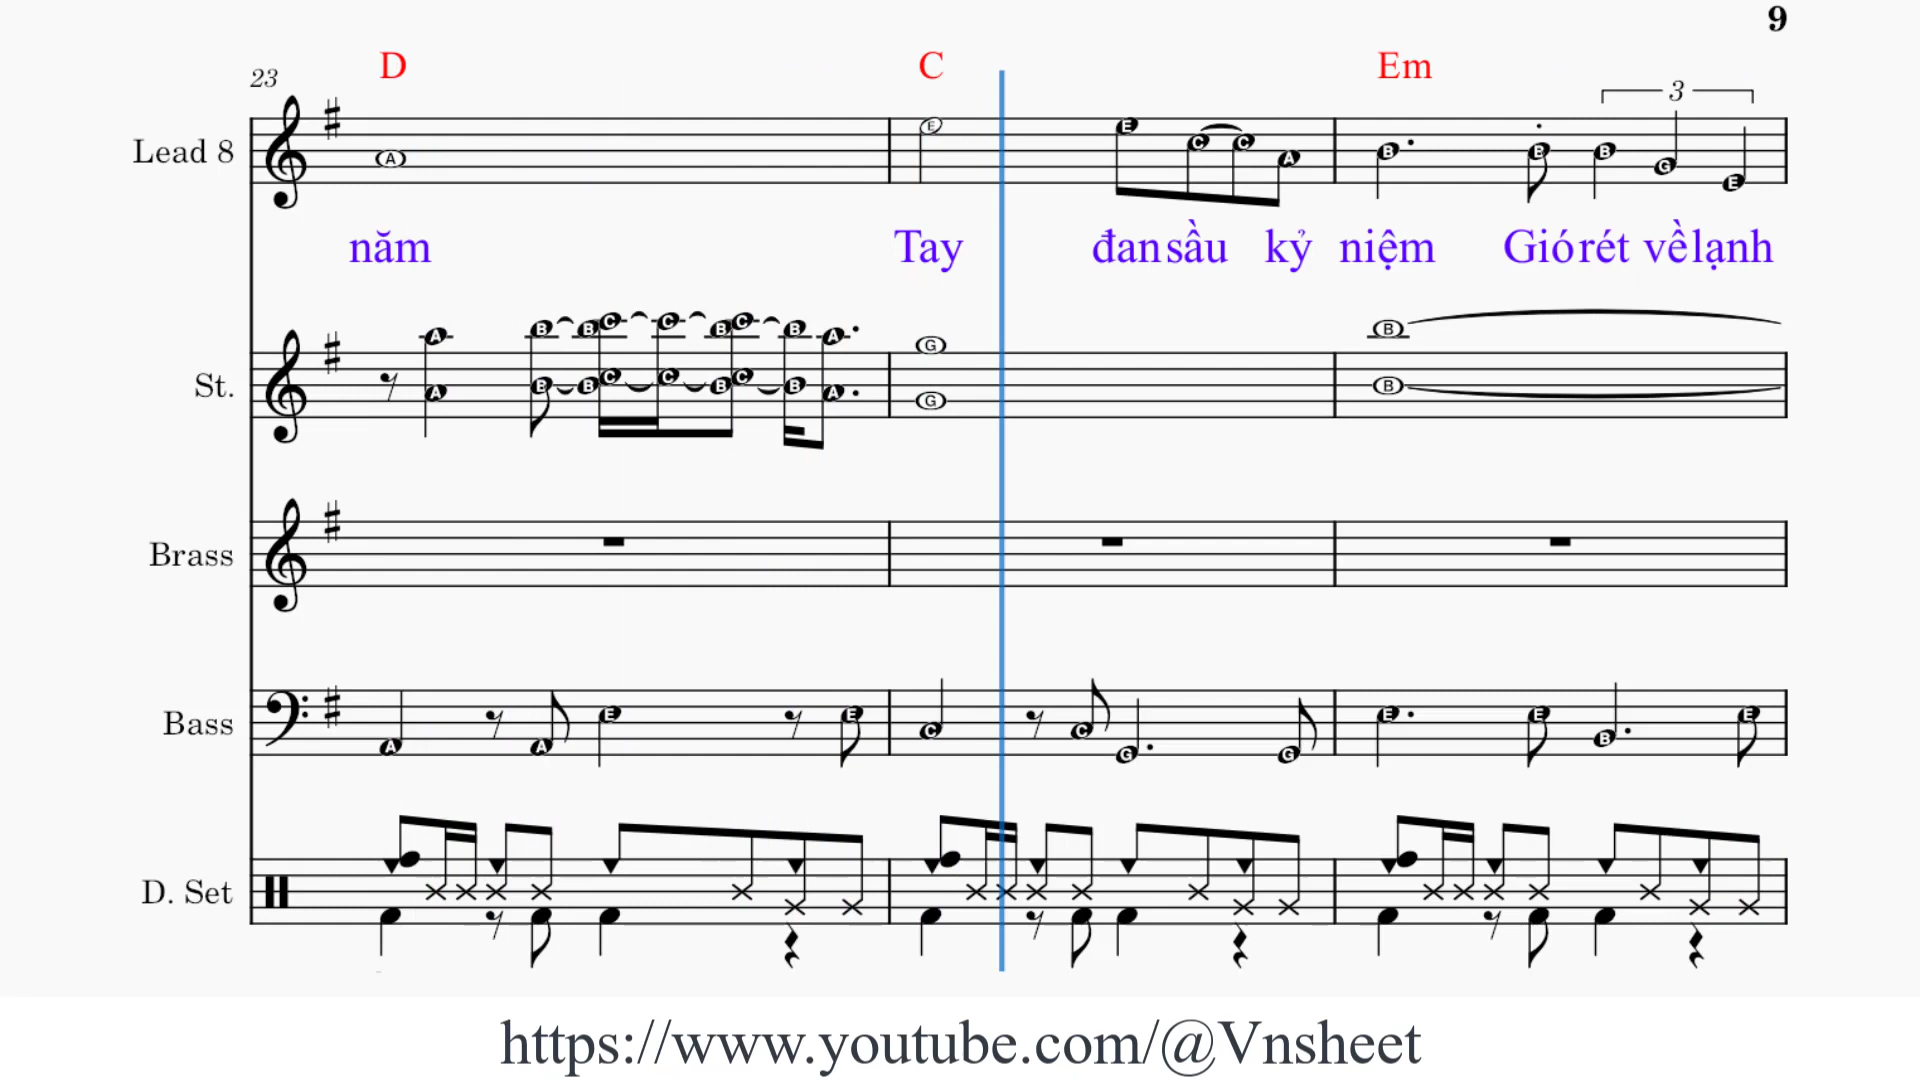 9
23
D C Em
3
Lead 8
A E E C C A B B B G E
năm Tay đan sầu kỷ niệm Gió rét về lạnh
St.
A B B C C B C B A G B
A B B C C B C B A G B
Brass
Bass
A A E E C C G G E E B E
D. Set
https://www.youtube.com/@Vnsheet